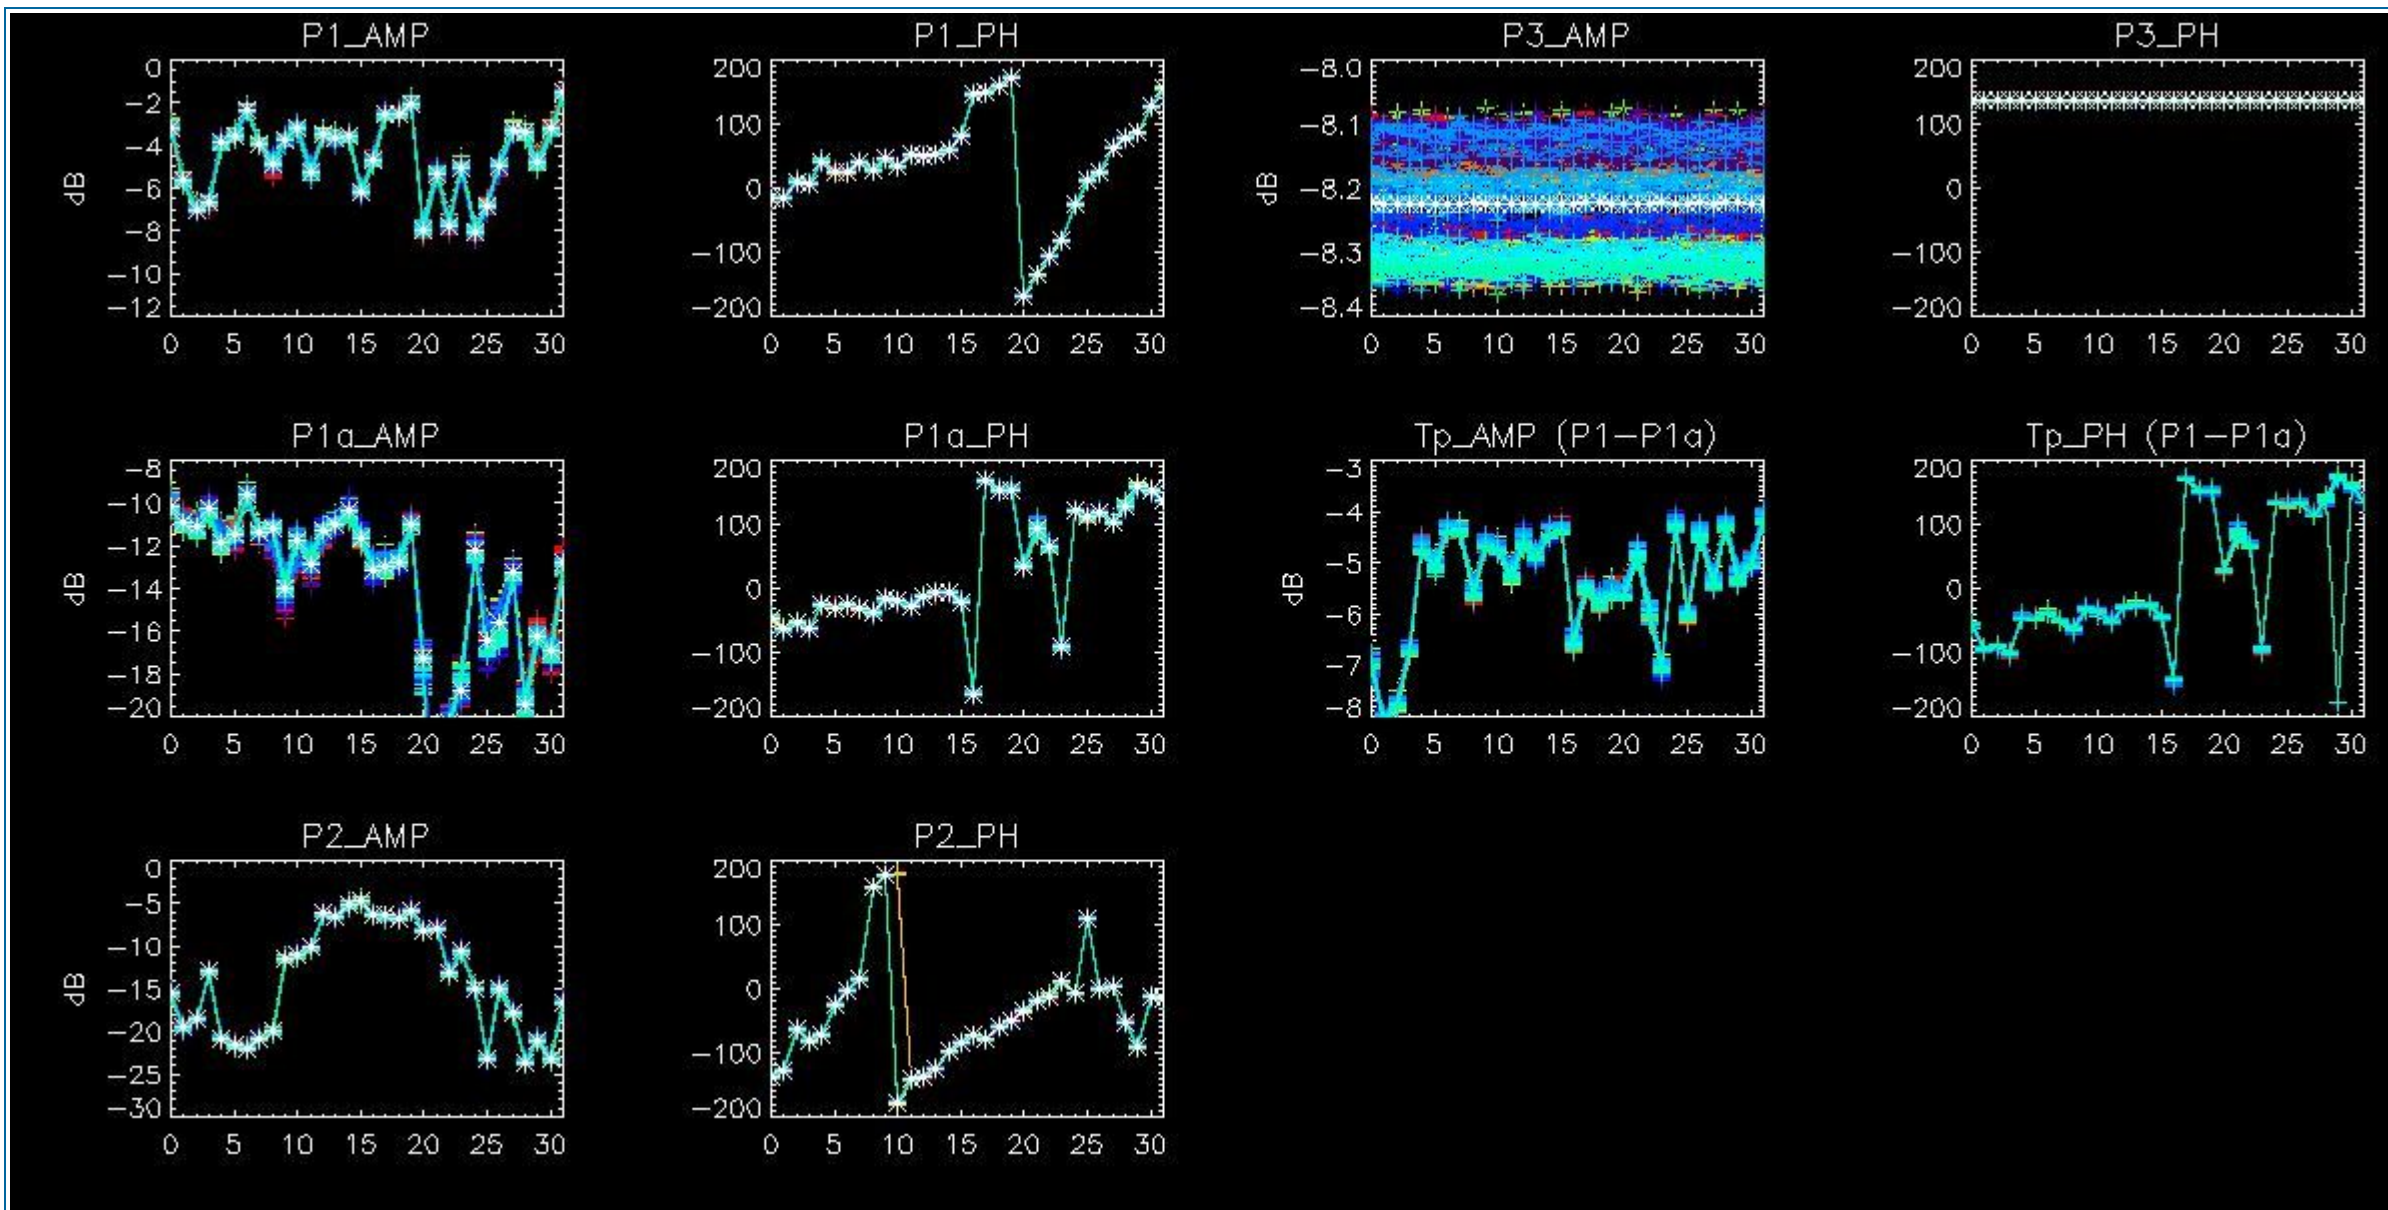 P1_AMP
0
−2
−4
−6
−8
−10
−12
dB
0 5 10 15 20 25 30
P1_PH
200
100
0
−100
−200
0 5 10 15 20 25 30
P3_AMP
−8.0
−8.1
−8.2
−8.3
−8.4
dB
0 5 10 15 20 25 30
P3_PH
200
100
0
−100
−200
0 5 10 15 20 25 30
P1a_AMP
−8
−10
−12
−14
−16
−18
−20
dB
0 5 10 15 20 25 30
P1a_PH
200
100
0
−100
−200
0 5 10 15 20 25 30
Tp_AMP (P1−P1a)
−3
−4
−5
−6
−7
−8
dB
0 5 10 15 20 25 30
Tp_PH (P1−P1a)
200
100
0
−100
−200
0 5 10 15 20 25 30
P2_AMP
0
−5
−10
−15
−20
−25
−30
dB
0 5 10 15 20 25 30
P2_PH
200
100
0
−100
−200
0 5 10 15 20 25 30